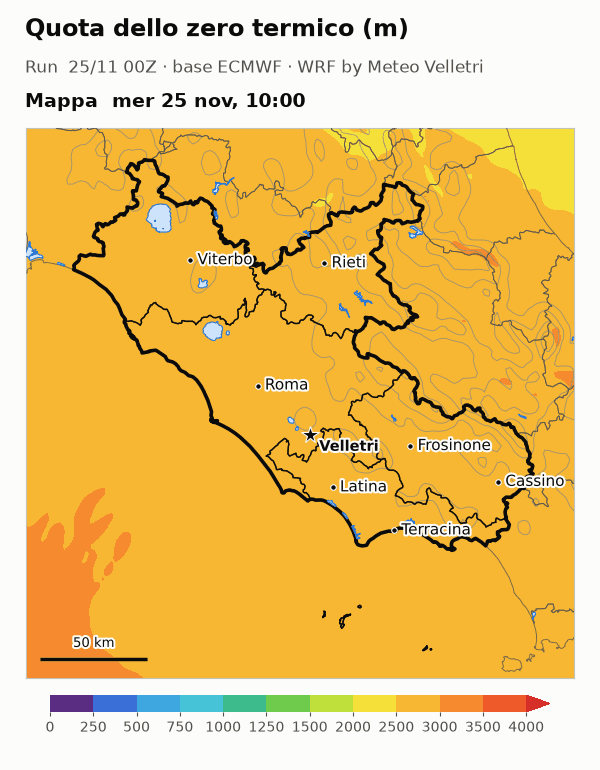 Quota dello zero termico (m)
Run  25/11 00Z · base ECMWF · WRF by Meteo Velletri
Mappa  mer 25 nov, 10:00
Viterbo
Rieti
Roma
Velletri
Frosinone
Latina
Cassino
Terracina
50 km
0 250 500 750 1000 1250 1500 2000 2500 3000 3500 4000